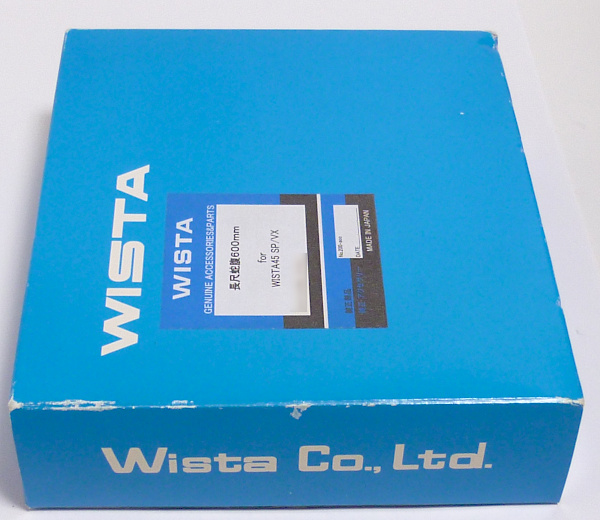 WISTA
WISTA
GENUINE ACCESSORIES&PARTS
長尺蛇腹600mm
for
WISTA45 SP/VX
DATE
MADE IN JAPAN
Wista Co., Ltd.